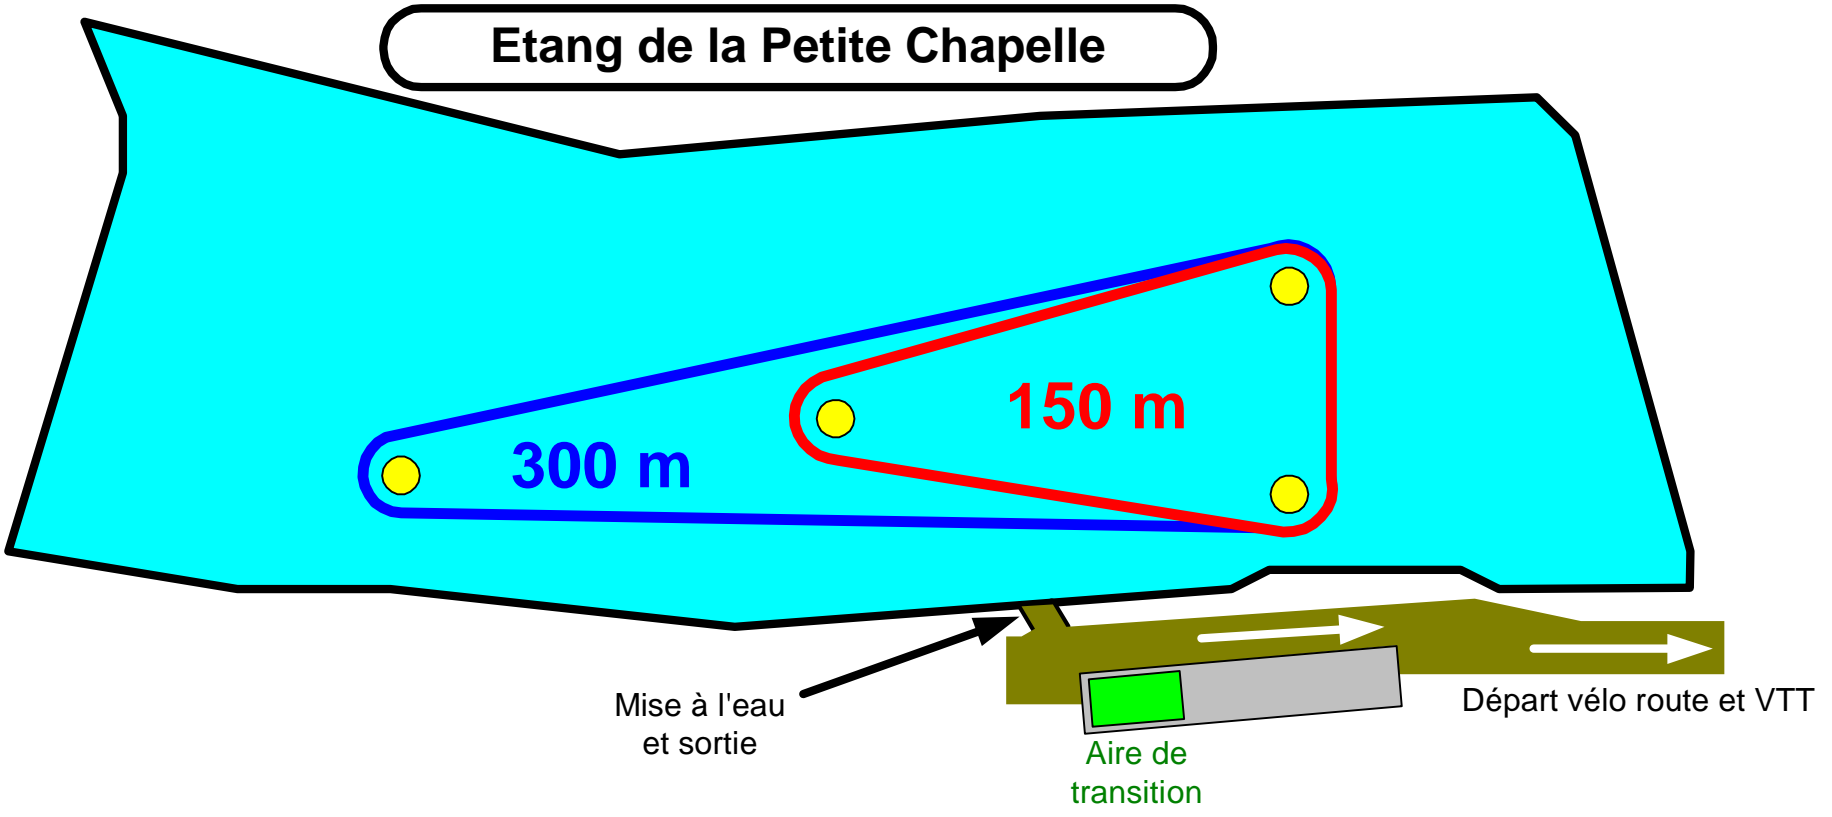 Etang de la Petite Chapelle
150 m
300 m
Mise à l'eau
et sortie
Départ vélo route et VTT
Aire de
transition